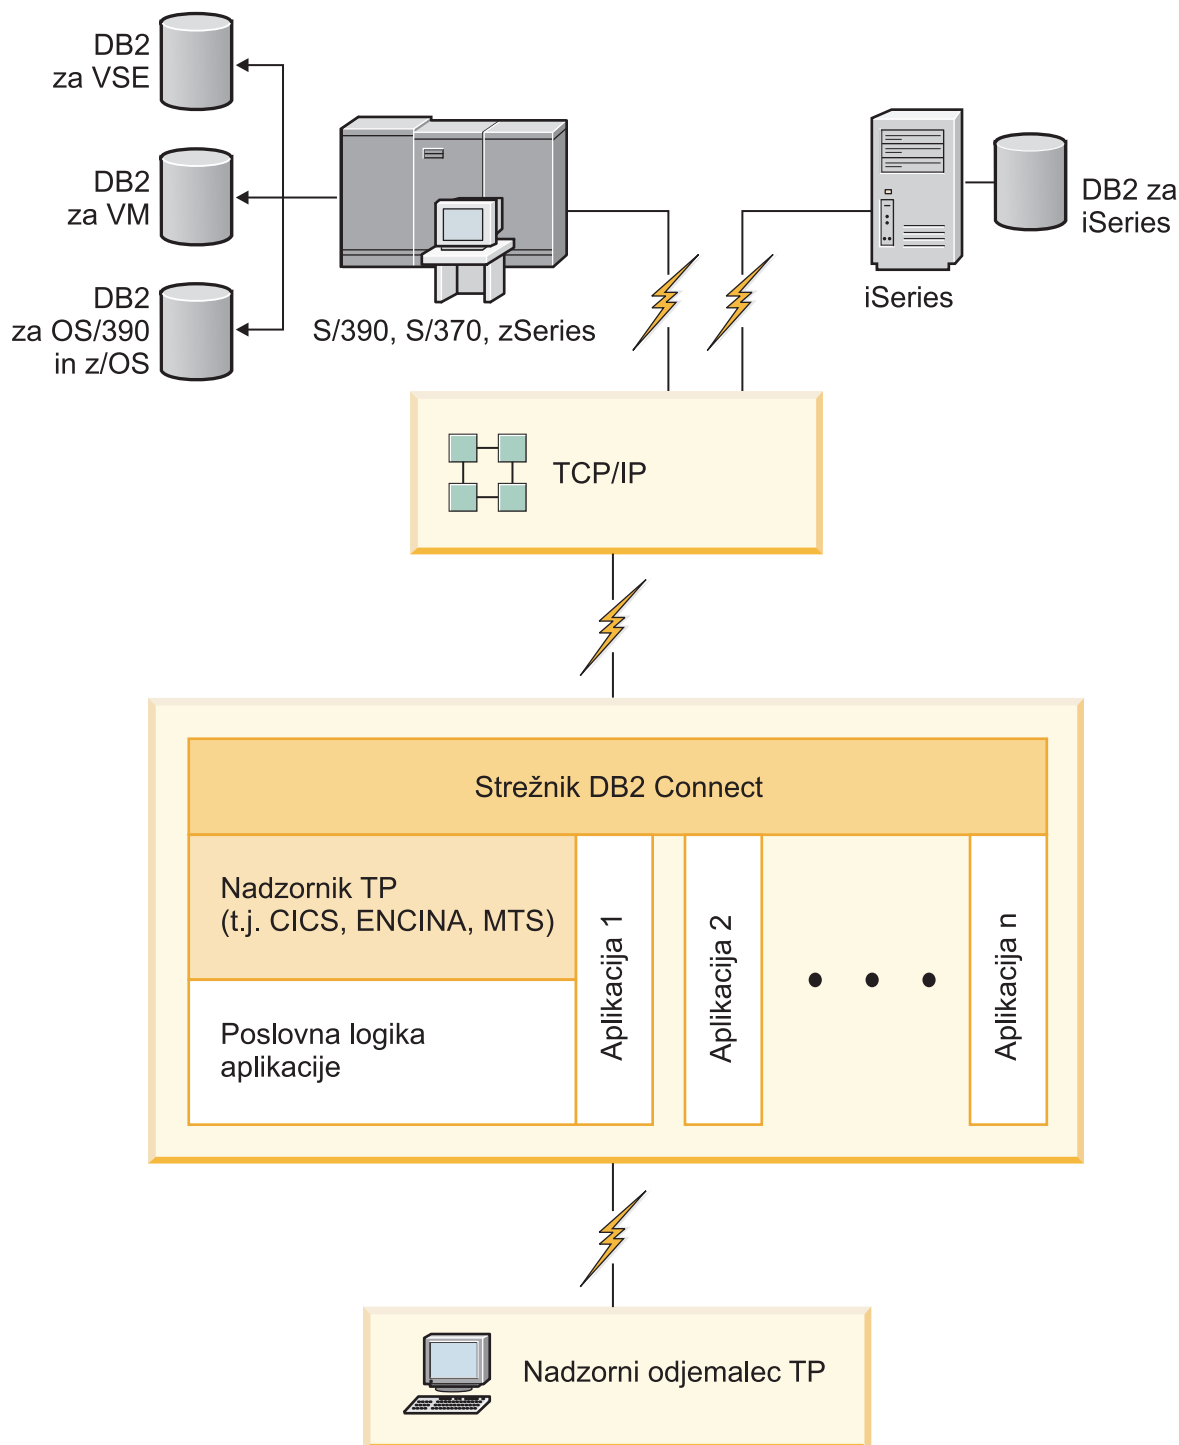 DB2
za VSE
DB2
za VM
DB2
za OS/390
in z/OS
S/390, S/370, zSeries
iSeries
DB2 za
iSeries
TCP/IP
Strežnik DB2 Connect
Nadzornik TP
(t.j. CICS, ENCINA, MTS)
Poslovna logika
aplikacije
Aplikacija 1
Aplikacija 2
Aplikacija n
Nadzorni odjemalec TP